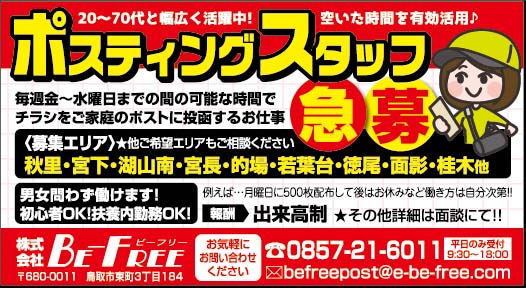 20～70代と幅広く活躍中! 空いた時間を有効活用♪
ポスティングスタッフ
急募
毎週金～水曜日までの間の可能な時間で
チラシをご家庭のポストに投函するお仕事
〈募集エリア〉★他ご希望エリアもご相談ください
秋里・宮下・湖山南・宮長・的場・若葉台・徳尾・面影・桂木他
男女問わず働けます!
初心者OK!扶養内勤務OK!
例えば…月曜日に500枚配布して後はお休みなど働き方は自分次第!!
報酬 出来高制 ★その他詳細は面談にて!!
株式会社 BE-FREE ビーフリー
〒680-0011 鳥取市東町3丁目184
お気軽に
お問い合わせ
ください
☎0857-21-6011 平日のみ受付 9:30～18:00
✉befreepost@e-be-free.com